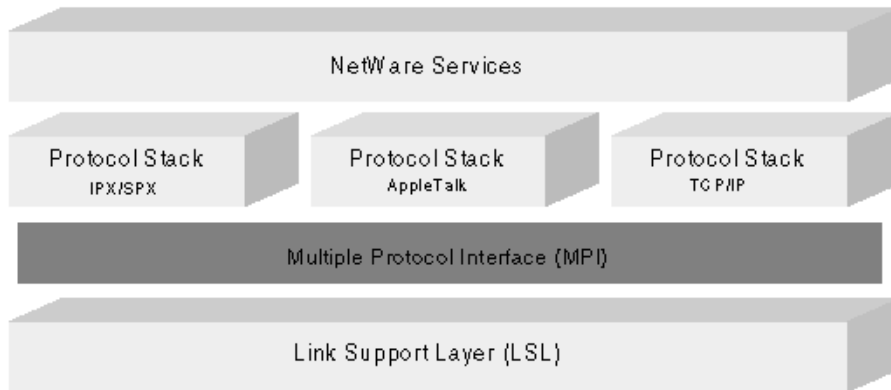 NetWare Services
Protocol Stack
IPX/SPX
Protocol Stack
AppleTalk
Protocol Stack
TCP/IP
Multiple Protocol Interface (MPI)
Link Support Layer (LSL)